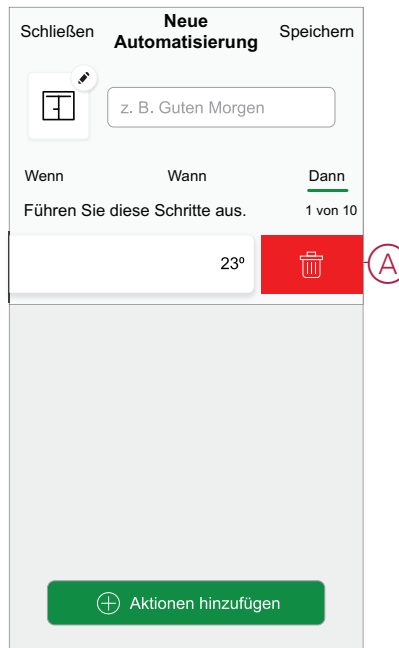 Schließen
Neue
Automatisierung
Speichern
z. B. Guten Morgen
Wenn
Wann
Dann
Führen Sie diese Schritte aus.
1 von 10
23º
A
Aktionen hinzufügen